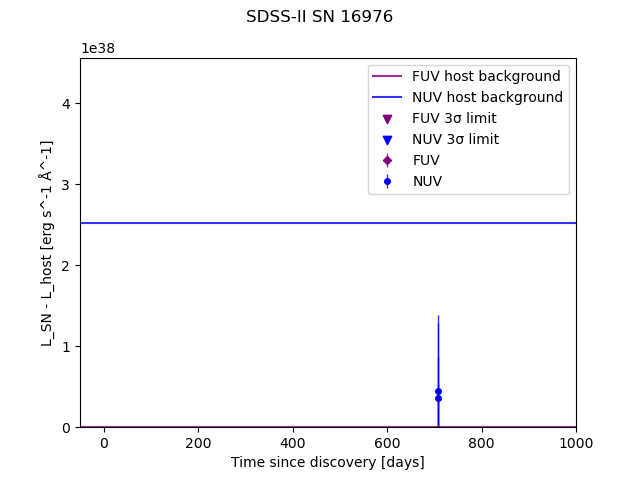 SDSS-II SN 16976
1e38
FUV host background
NUV host background
FUV 3σ limit
NUV 3σ limit
FUV
NUV
L_SN - L_host [erg s^-1 Å^-1]
4
3
2
1
0
0 200 400 600 800 1000
Time since discovery [days]